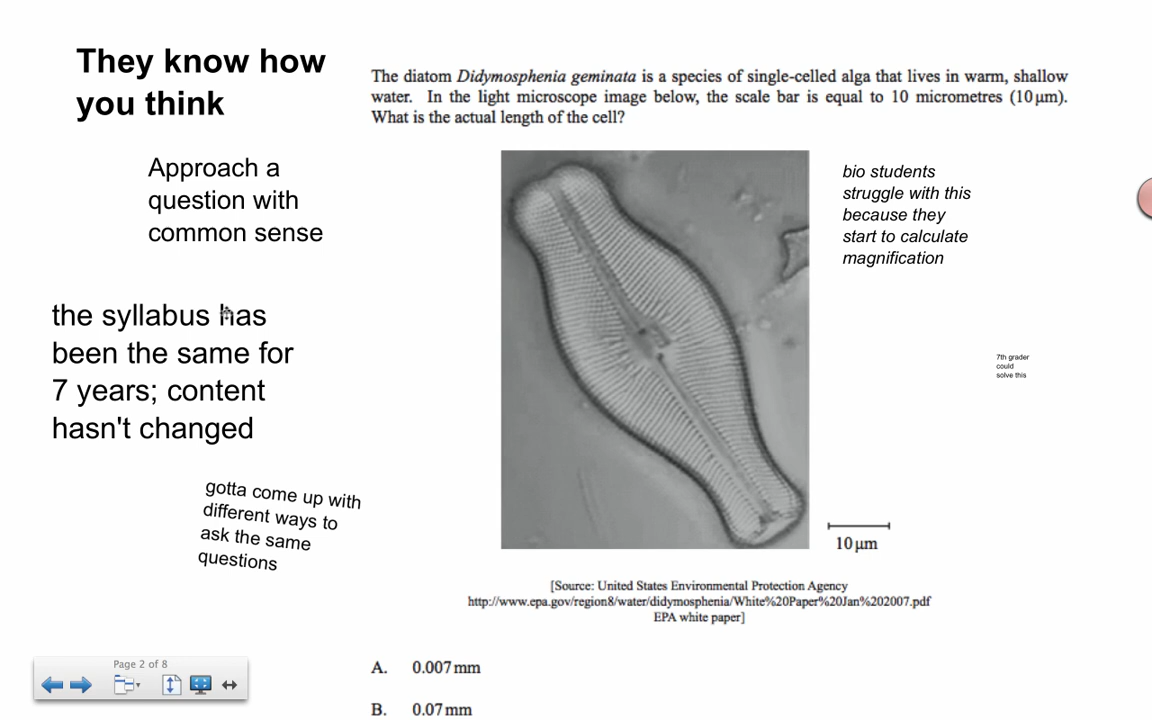 They know how
you think
Approach a
question with
common sense
the syllabus has
been the same for
7 years; content
hasn't changed
gotta come up with
different ways to
ask the same
questions
The diatom Didymosphenia geminata is a species of single-celled alga that lives in warm, shallow
water. In the light microscope image below, the scale bar is equal to 10 micrometres (10 µm).
What is the actual length of the cell?
bio students
struggle with this
because they
start to calculate
magnification
7th grader
could
solve this
10 µm
[Source: United States Environmental Protection Agency
http://www.epa.gov/region8/water/didymosphenia/White%20Paper%20Jan%202007.pdf
EPA white paper]
A. 0.007 mm
B. 0.07 mm
Page 2 of 8